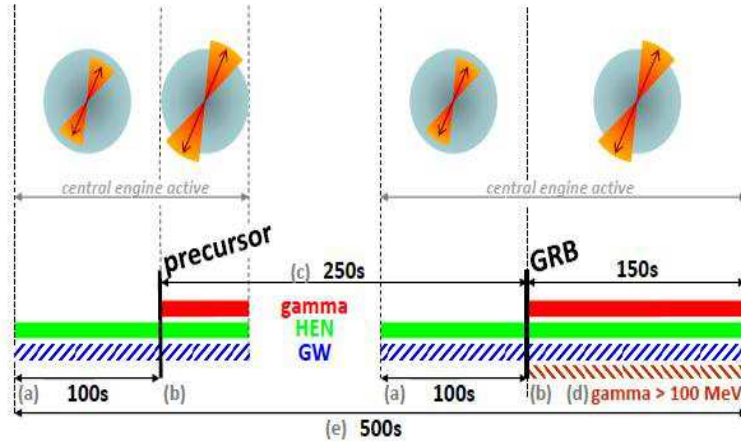 central engine active
central engine active
precursor
GRB
(c) 250s
150s
gamma
HEN
GW
(a) 100s (b)
(a) 100s (b) (d) gamma > 100 MeV
(e) 500s